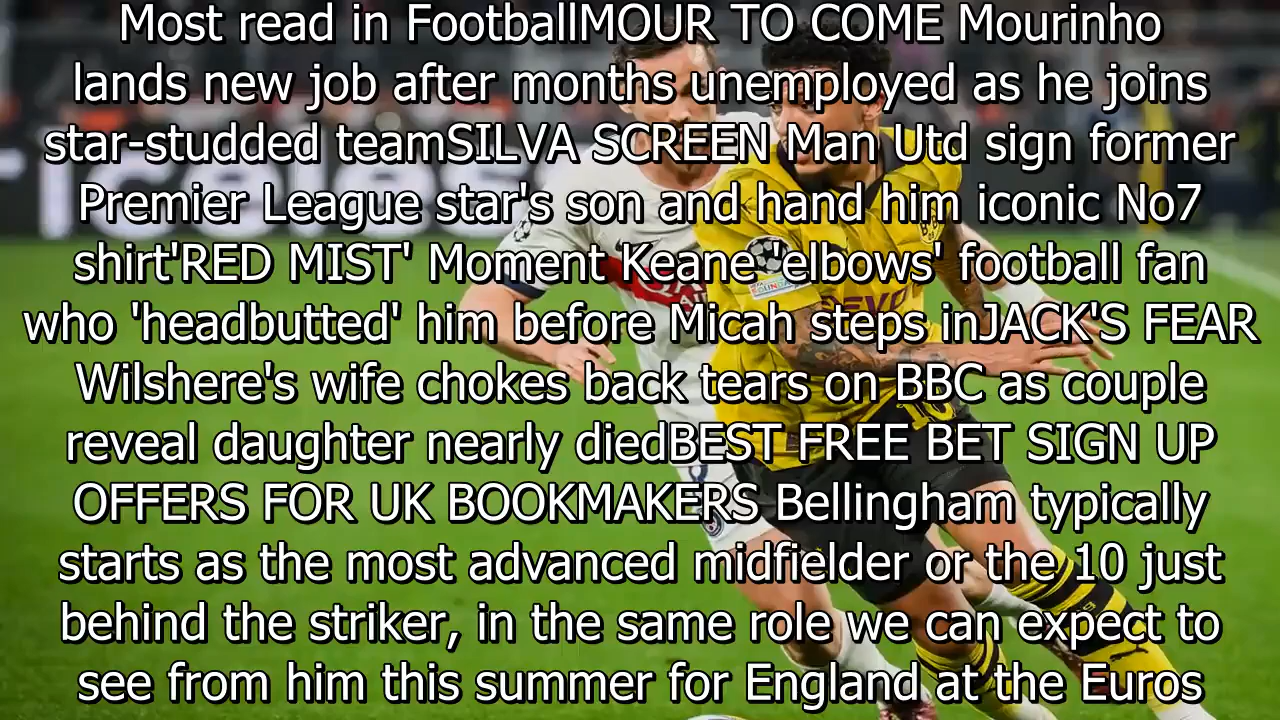 Most read in FootballMOUR TO COME Mourinho
lands new job after months unemployed as he joins
star-studded teamSILVA SCREEN Man Utd sign former
Premier League star's son and hand him iconic No7
shirt'RED MIST' Moment Keane 'elbows' football fan
who 'headbutted' him before Micah steps inJACK'S FEAR
Wilshere's wife chokes back tears on BBC as couple
reveal daughter nearly diedBEST FREE BET SIGN UP
OFFERS FOR UK BOOKMAKERS Bellingham typically
starts as the most advanced midfielder or the 10 just
behind the striker, in the same role we can expect to
see from him this summer for England at the Euros